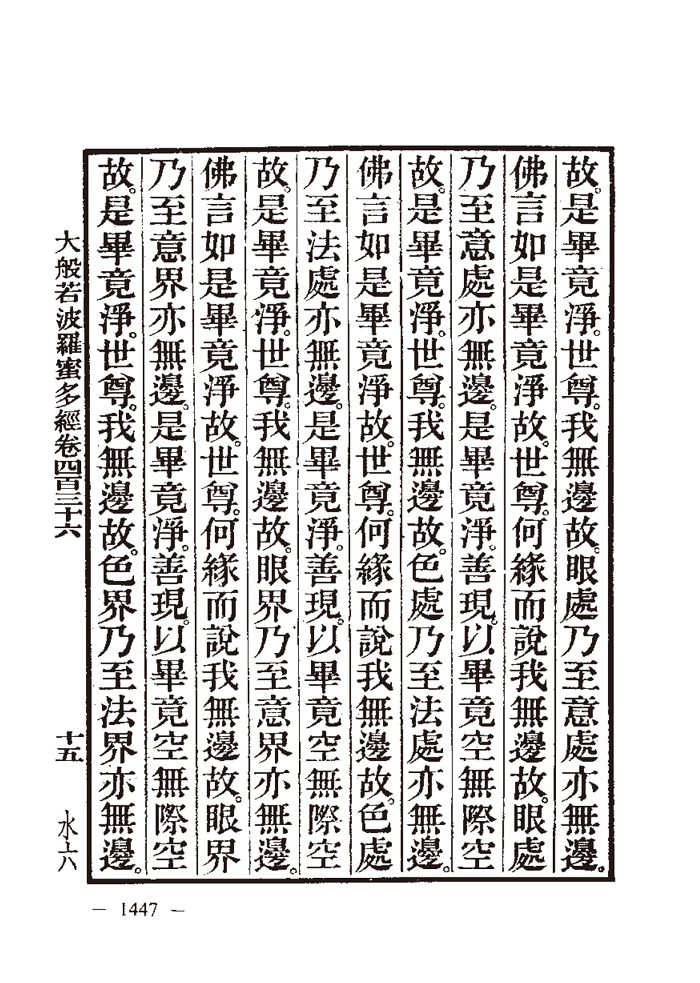 故。是畢竟淨。世尊。我無邊故。眼處乃至意處亦無邊。
佛言如是畢竟淨故。世尊。何緣而說我無邊故。眼處
乃至意處亦無邊。是畢竟淨。善現。以畢竟空無際空
故。是畢竟淨。世尊。我無邊故。色處乃至法處亦無邊。
佛言如是畢竟淨故。世尊。何緣而說我無邊故。色處
乃至法處亦無邊。是畢竟淨。善現。以畢竟空無際空
故。是畢竟淨。世尊。我無邊故。眼界乃至意界亦無邊。
佛言如是畢竟淨故。世尊。何緣而說我無邊故。眼界
乃至意界亦無邊。是畢竟淨。善現。以畢竟空無際空
故。是畢竟淨。世尊。我無邊故。色界乃至法界亦無邊。
大般若波羅蜜多經卷四百三十六 十五 水六
— 1447 —